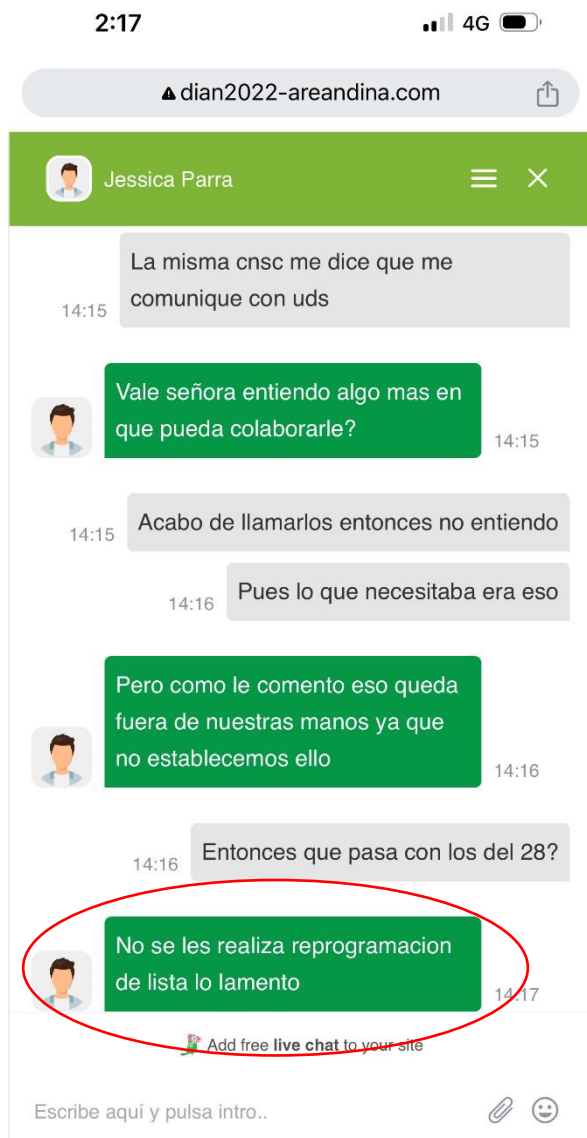 2:17
4G
dian2022-areandina.com
Jessica Parra
La misma cnsc me dice que me
comunique con uds
14:15
Vale señora entiendo algo mas en
que pueda colaborarle?
14:15
Acabo de llamarlos entonces no entiendo
14:15
Pues lo que necesitaba era eso
14:16
Pero como le comento eso queda
fuera de nuestras manos ya que
no establecemos ello
14:16
Entonces que pasa con los del 28?
14:16
No se les realiza reprogramacion
de lista lo lamento
14:17
Add free live chat to your site
Escribe aquí y pulsa intro..